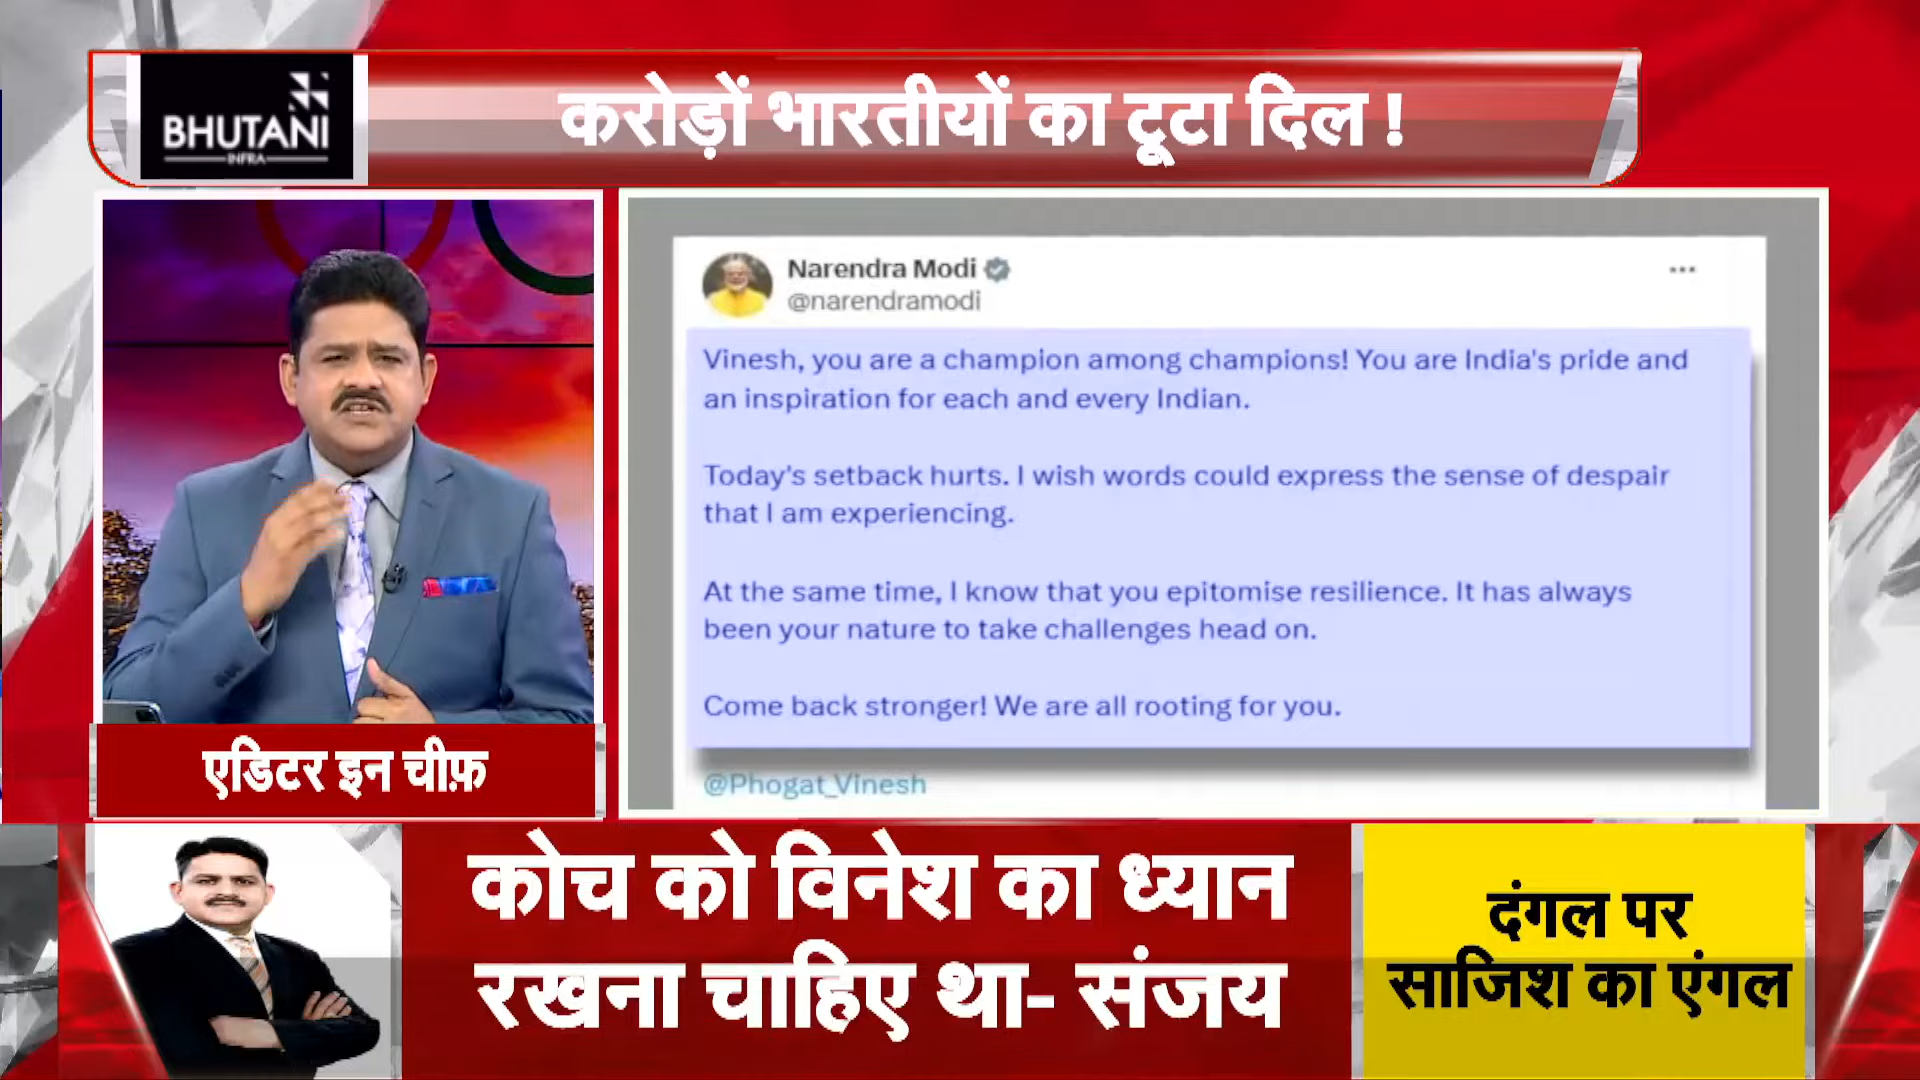 BHUTANI
INFRA
करोड़ों भारतीयों का टूटा दिल !
Narendra Modi
@narendramodi
Vinesh, you are a champion among champions! You are India's pride and
an inspiration for each and every Indian.
Today's setback hurts. I wish words could express the sense of despair
that I am experiencing.
At the same time, I know that you epitomise resilience. It has always
been your nature to take challenges head on.
Come back stronger! We are all rooting for you.
@Phogat_Vinesh
एडिटर इन चीफ़
कोच को विनेश का ध्यान
रखना चाहिए था- संजय
दंगल पर
साजिश का एंगल